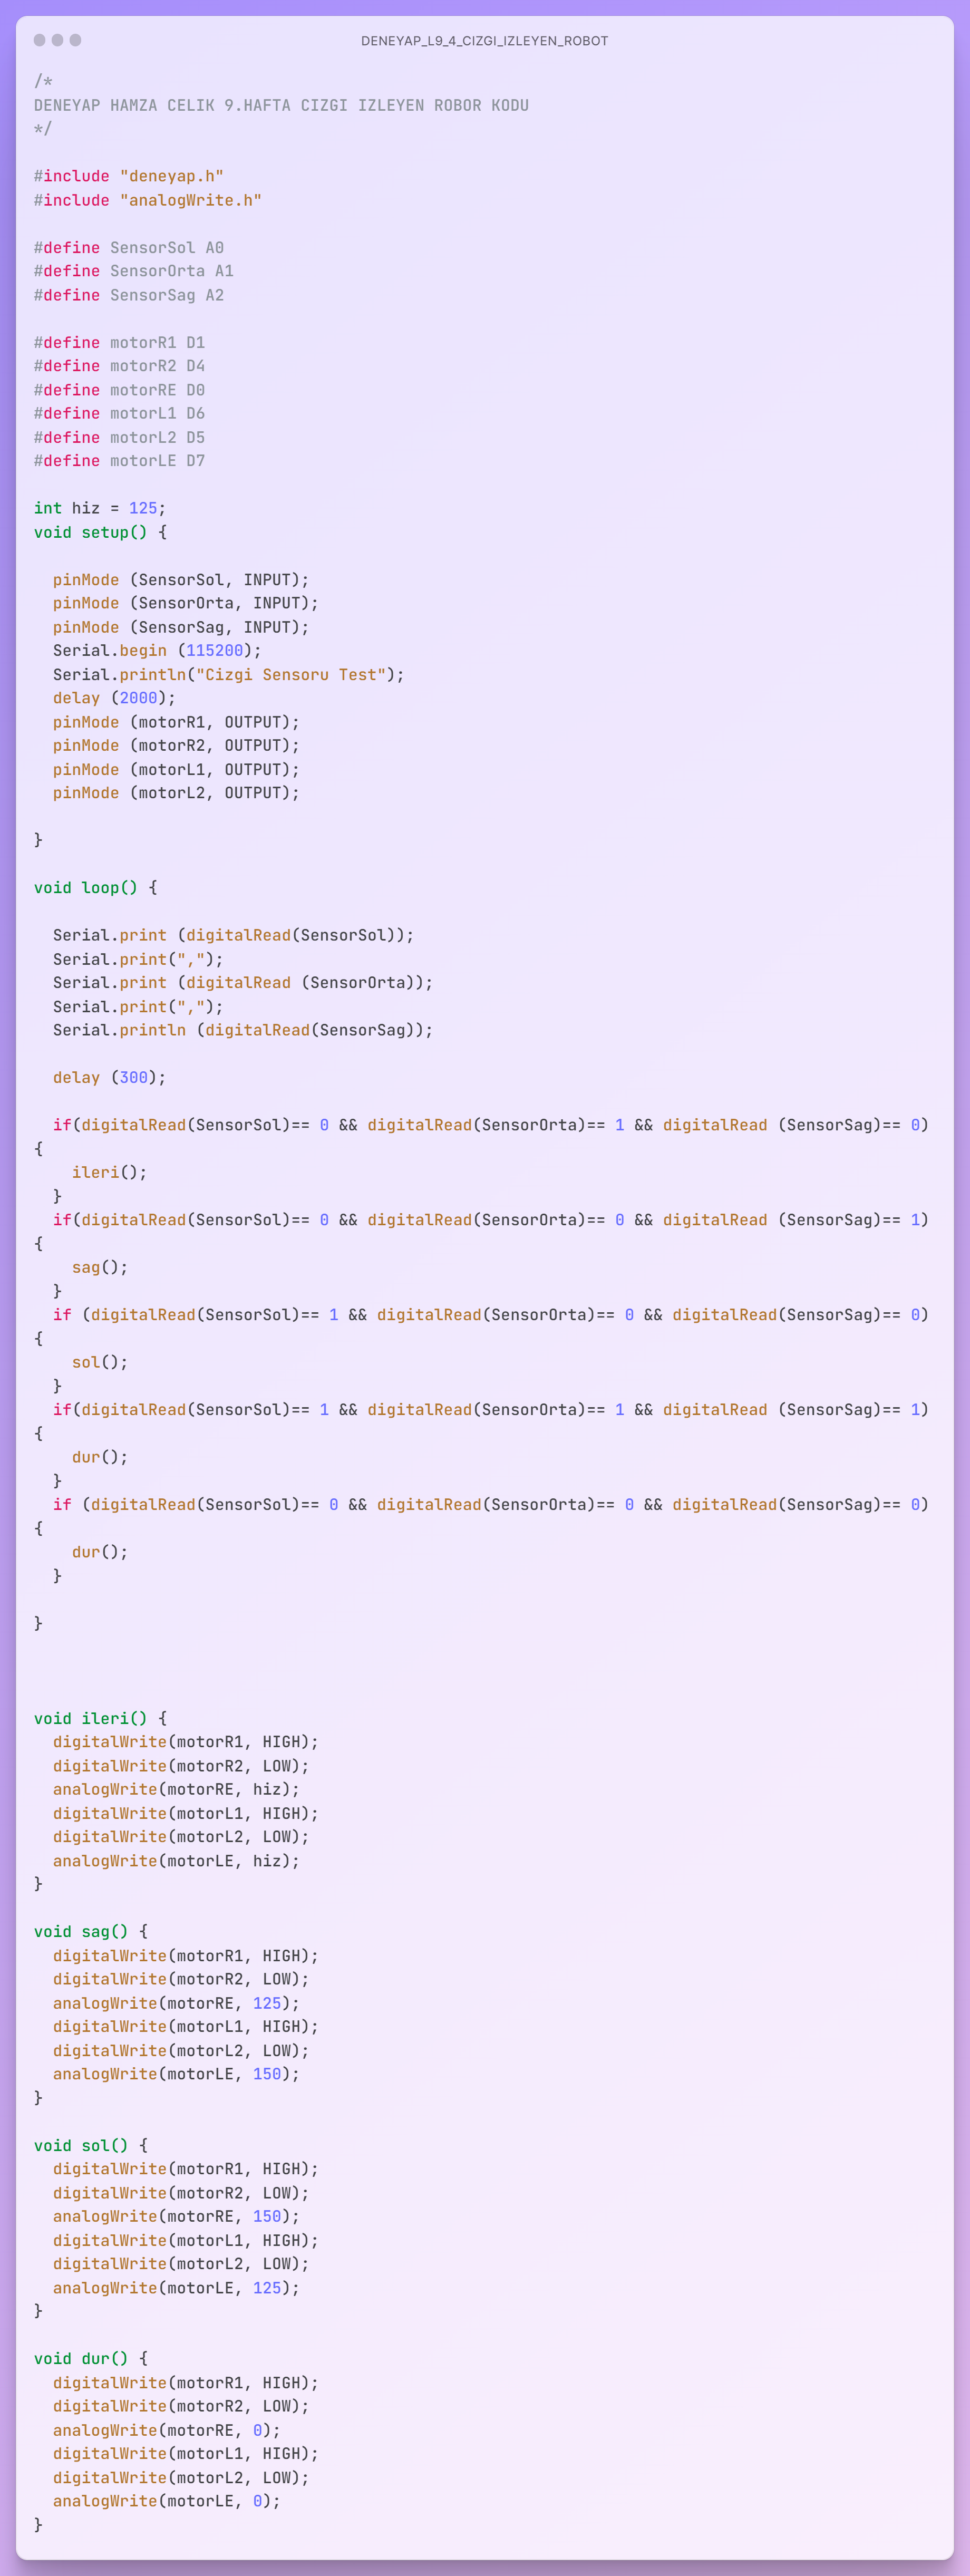 DENEYAP_L9_4_CIZGI_IZLEYEN_ROBOT
/*
DENEYAP HAMZA CELIK 9.HAFTA CIZGI IZLEYEN ROBOR KODU
*/

#include "deneyap.h"
#include "analogWrite.h"

#define SensorSol A0
#define SensorOrta A1
#define SensorSag A2

#define motorR1 D1
#define motorR2 D4
#define motorRE D0
#define motorL1 D6
#define motorL2 D5
#define motorLE D7

int hiz = 125;
void setup() {

  pinMode (SensorSol, INPUT);
  pinMode (SensorOrta, INPUT);
  pinMode (SensorSag, INPUT);
  Serial.begin (115200);
  Serial.println("Cizgi Sensoru Test");
  delay (2000);
  pinMode (motorR1, OUTPUT);
  pinMode (motorR2, OUTPUT);
  pinMode (motorL1, OUTPUT);
  pinMode (motorL2, OUTPUT);

}

void loop() {

  Serial.print (digitalRead(SensorSol));
  Serial.print(",");
  Serial.print (digitalRead (SensorOrta));
  Serial.print(",");
  Serial.println (digitalRead(SensorSag));

  delay (300);

  if(digitalRead(SensorSol)== 0 && digitalRead(SensorOrta)== 1 && digitalRead (SensorSag)== 0)
{
    ileri();
  }
  if(digitalRead(SensorSol)== 0 && digitalRead(SensorOrta)== 0 && digitalRead (SensorSag)== 1)
{
    sag();
  }
  if (digitalRead(SensorSol)== 1 && digitalRead(SensorOrta)== 0 && digitalRead(SensorSag)== 0)
{
    sol();
  }
  if(digitalRead(SensorSol)== 1 && digitalRead(SensorOrta)== 1 && digitalRead (SensorSag)== 1)
{
    dur();
  }
  if (digitalRead(SensorSol)== 0 && digitalRead(SensorOrta)== 0 && digitalRead(SensorSag)== 0)
{
    dur();
  }

}

void ileri() {
  digitalWrite(motorR1, HIGH);
  digitalWrite(motorR2, LOW);
  analogWrite(motorRE, hiz);
  digitalWrite(motorL1, HIGH);
  digitalWrite(motorL2, LOW);
  analogWrite(motorLE, hiz);
}

void sag() {
  digitalWrite(motorR1, HIGH);
  digitalWrite(motorR2, LOW);
  analogWrite(motorRE, 125);
  digitalWrite(motorL1, HIGH);
  digitalWrite(motorL2, LOW);
  analogWrite(motorLE, 150);
}

void sol() {
  digitalWrite(motorR1, HIGH);
  digitalWrite(motorR2, LOW);
  analogWrite(motorRE, 150);
  digitalWrite(motorL1, HIGH);
  digitalWrite(motorL2, LOW);
  analogWrite(motorLE, 125);
}

void dur() {
  digitalWrite(motorR1, HIGH);
  digitalWrite(motorR2, LOW);
  analogWrite(motorRE, 0);
  digitalWrite(motorL1, HIGH);
  digitalWrite(motorL2, LOW);
  analogWrite(motorLE, 0);
}